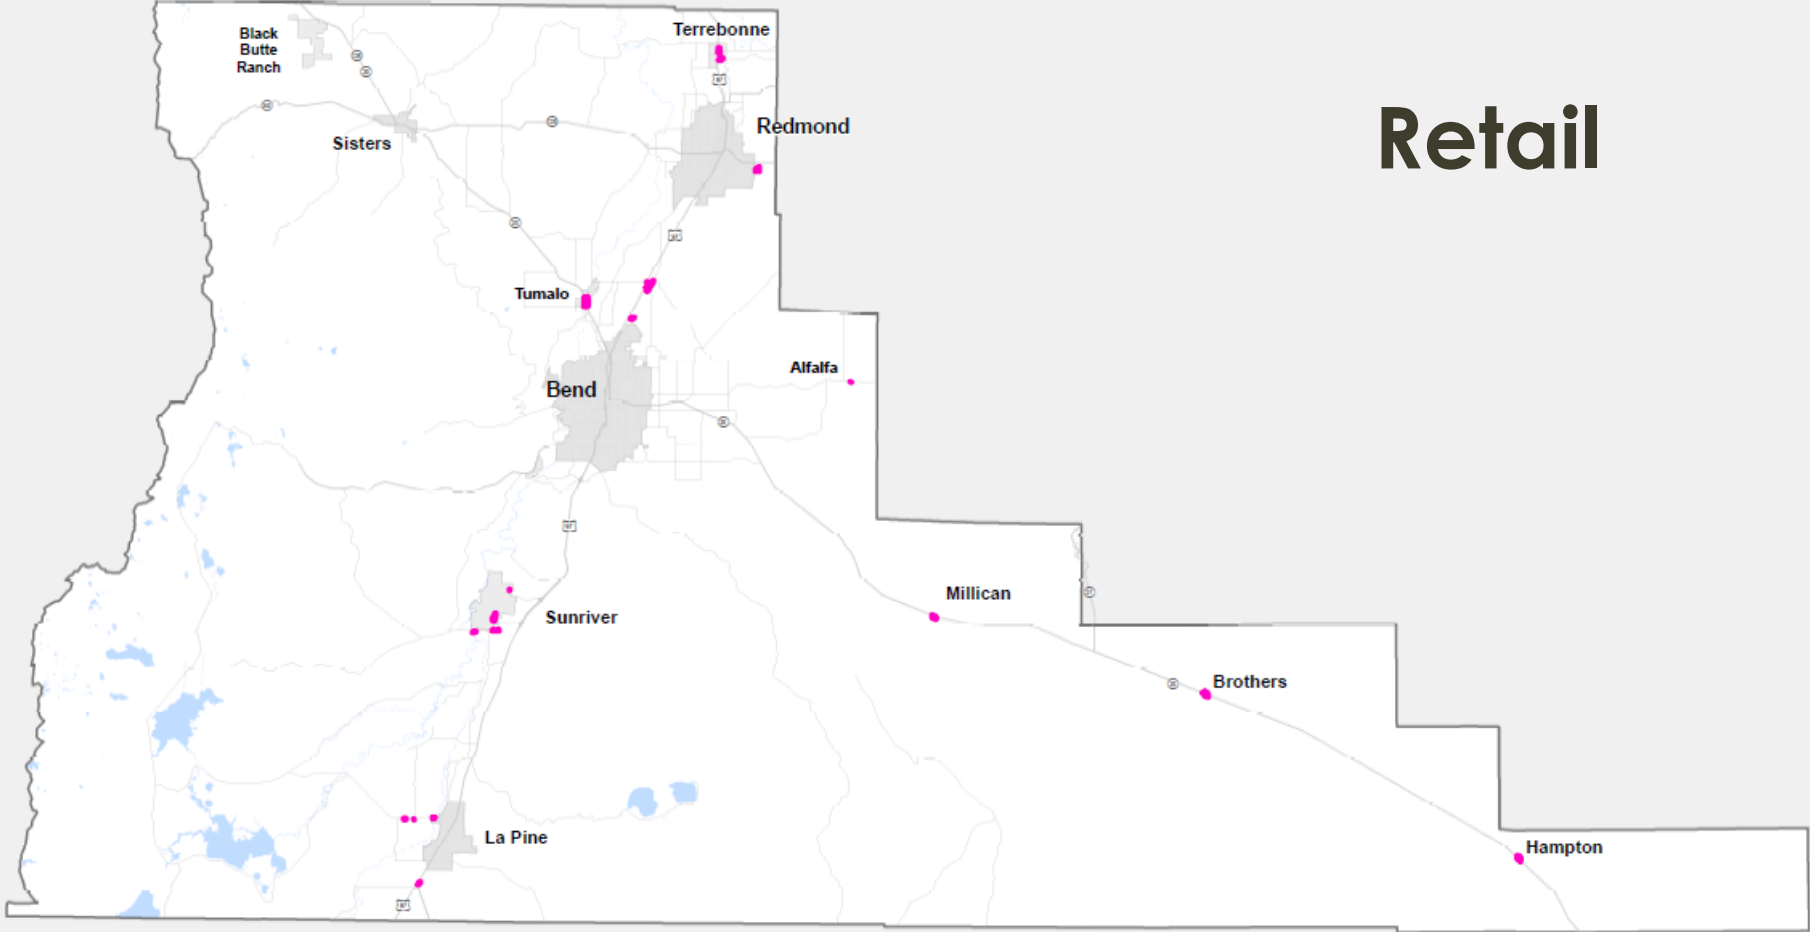 Black
Butte
Ranch
Terrebonne
Retail
Redmond
Sisters
Tumalo
Alfalfa
Bend
Millican
Sunriver
Brothers
La Pine
Hampton